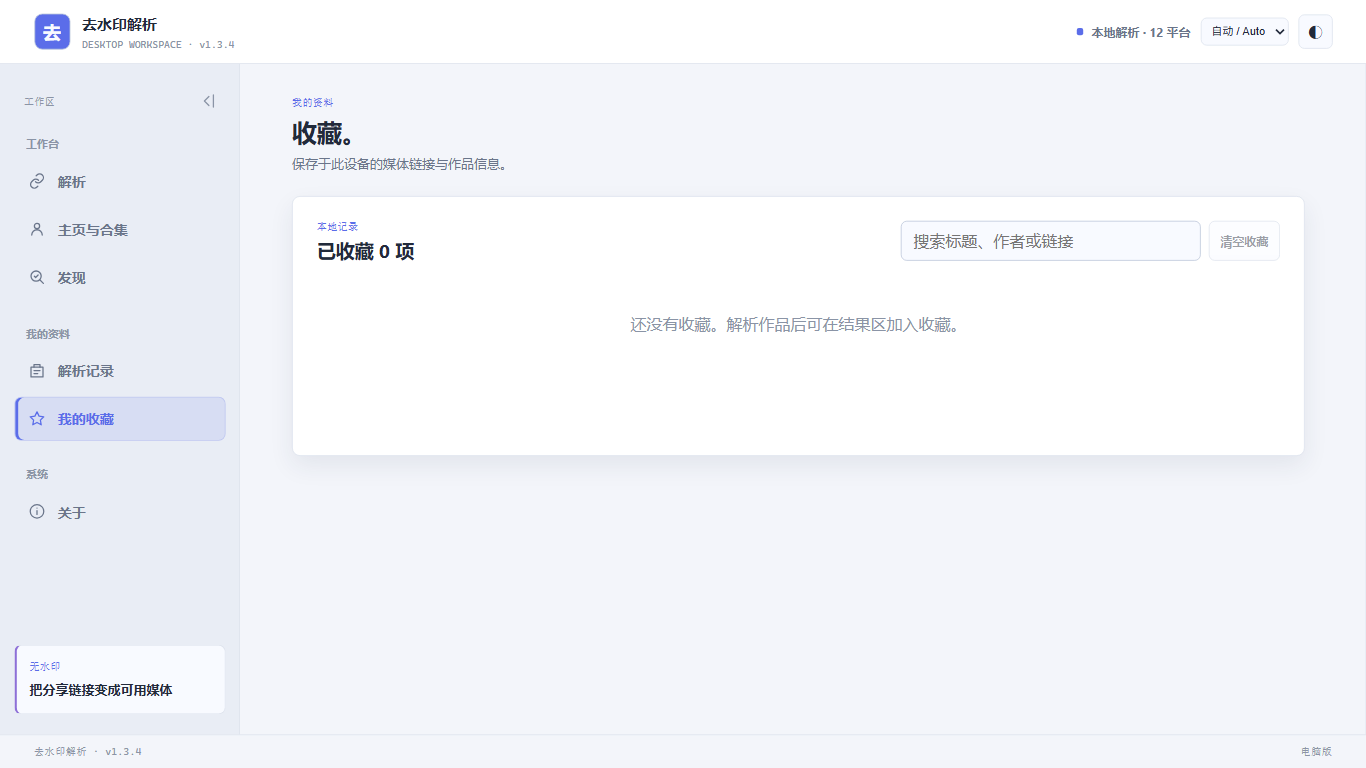 去
去水印解析
DESKTOP WORKSPACE · v1.3.4
本地解析 · 12 平台
自动 / Auto
工作区
工作台
解析
主页与合集
发现
我的资料
解析记录
我的收藏
系统
关于
无水印
把分享链接变成可用媒体
我的资料
收藏。
保存于此设备的媒体链接与作品信息。
本地记录
已收藏 0 项
搜索标题、作者或链接
清空收藏
还没有收藏。解析作品后可在结果区加入收藏。
去水印解析 · v1.3.4
电脑版